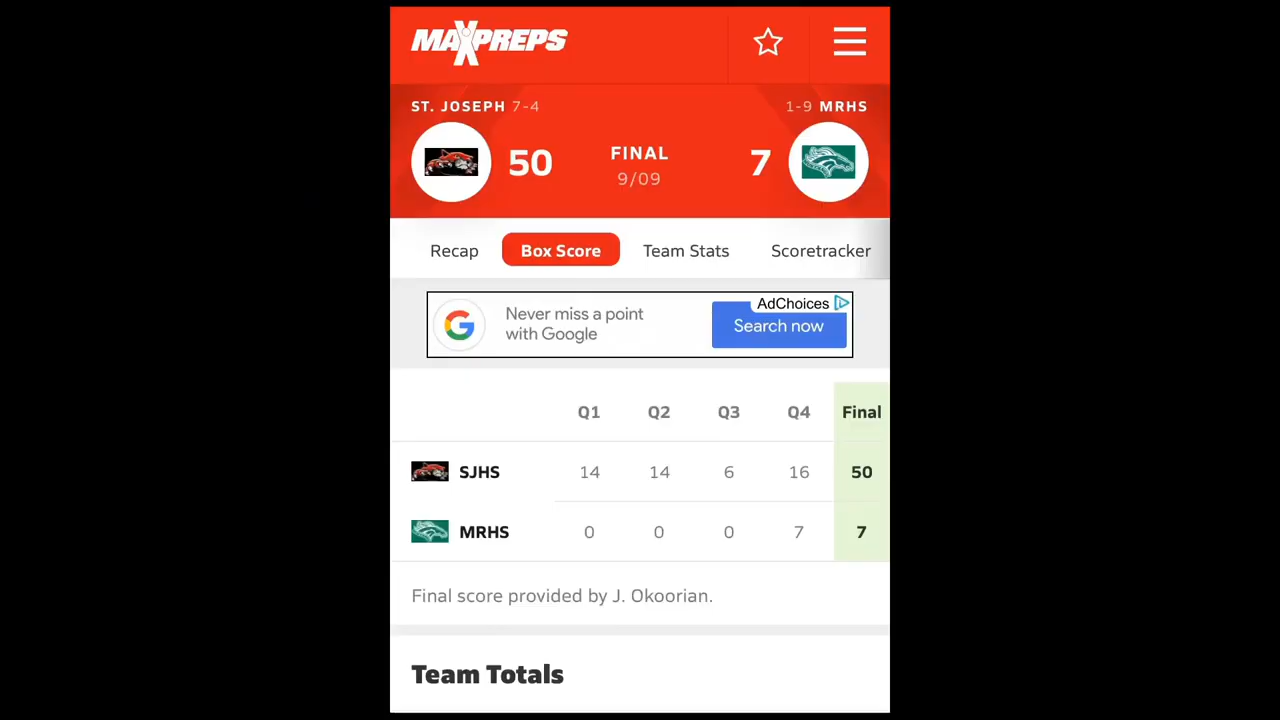 MAXPREPS
ST. JOSEPH 7-4
1-9 MRHS
50 FINAL 7
9/09
Recap Box Score Team Stats Scoretracker
AdChoices
Never miss a point
with Google
Search now
Q1 Q2 Q3 Q4 Final
SJHS 14 14 6 16 50
MRHS 0 0 0 7 7
Final score provided by J. Okoorian.
Team Totals